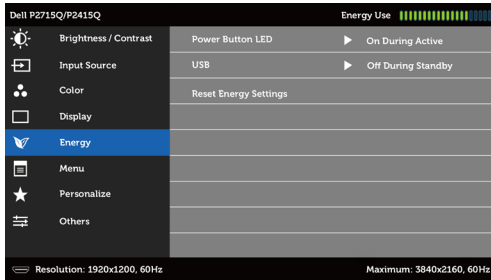 Dell P2715Q/P2415Q Energy Use
Brightness / Contrast Power Button LED On During Active
Input Source USB Off During Standby
Color Reset Energy Settings
Display
Energy
Menu
Personalize
Others
Resolution: 1920x1200, 60Hz Maximum: 3840x2160, 60Hz